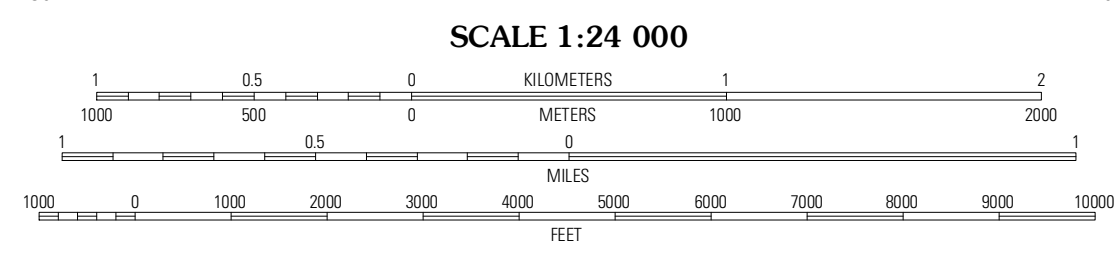 SCALE 1:24 000
1 0.5 0 KILOMETERS 1 2
1000 500 0 METERS 1000 2000
1 0.5 0 1
MILES
1000 0 1000 2000 3000 4000 5000 6000 7000 8000 9000 10000
FEET